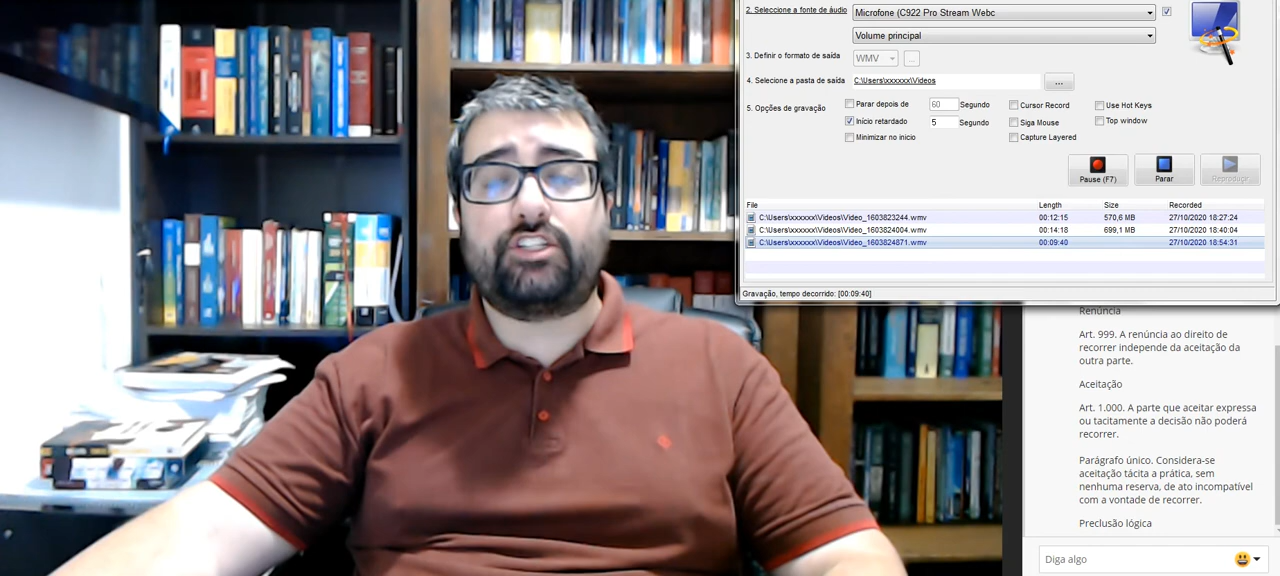 2. Seleccione a fonte de áudio
Microfone (C922 Pro Stream Webc
Volume principal
3. Definir o formato de saída
WMV
...
4. Selecione a pasta de saída
C:\Users\xxxxxx\Videos
...
5. Opções de gravação
Parar depois de
60
Segundo
Cursor Record
Use Hot Keys
Início retardado
5
Segundo
Siga Mouse
Top window
Minimizar no início
Capture Layered
Pause (F7)
Parar
Reproduzir
File Length Size Recorded
C:\Users\xxxxxx\Videos\Video_1603823244.wmv 00:12:15 570,6 MB 27/10/2020 18:27:24
C:\Users\xxxxxx\Videos\Video_1603824004.wmv 00:14:18 699,1 MB 27/10/2020 18:40:04
C:\Users\xxxxxx\Videos\Video_1603824871.wmv 00:09:40 27/10/2020 18:54:31
Gravação, tempo decorrido: [00:09:40]
Renúncia
Art. 999. A renúncia ao direito de
recorrer independe da aceitação da
outra parte.
Aceitação
Art. 1.000. A parte que aceitar expressa
ou tacitamente a decisão não poderá
recorrer.
Parágrafo único. Considera-se
aceitação tácita a prática, sem
nenhuma reserva, de ato incompatível
com a vontade de recorrer.
Preclusão lógica
Diga algo